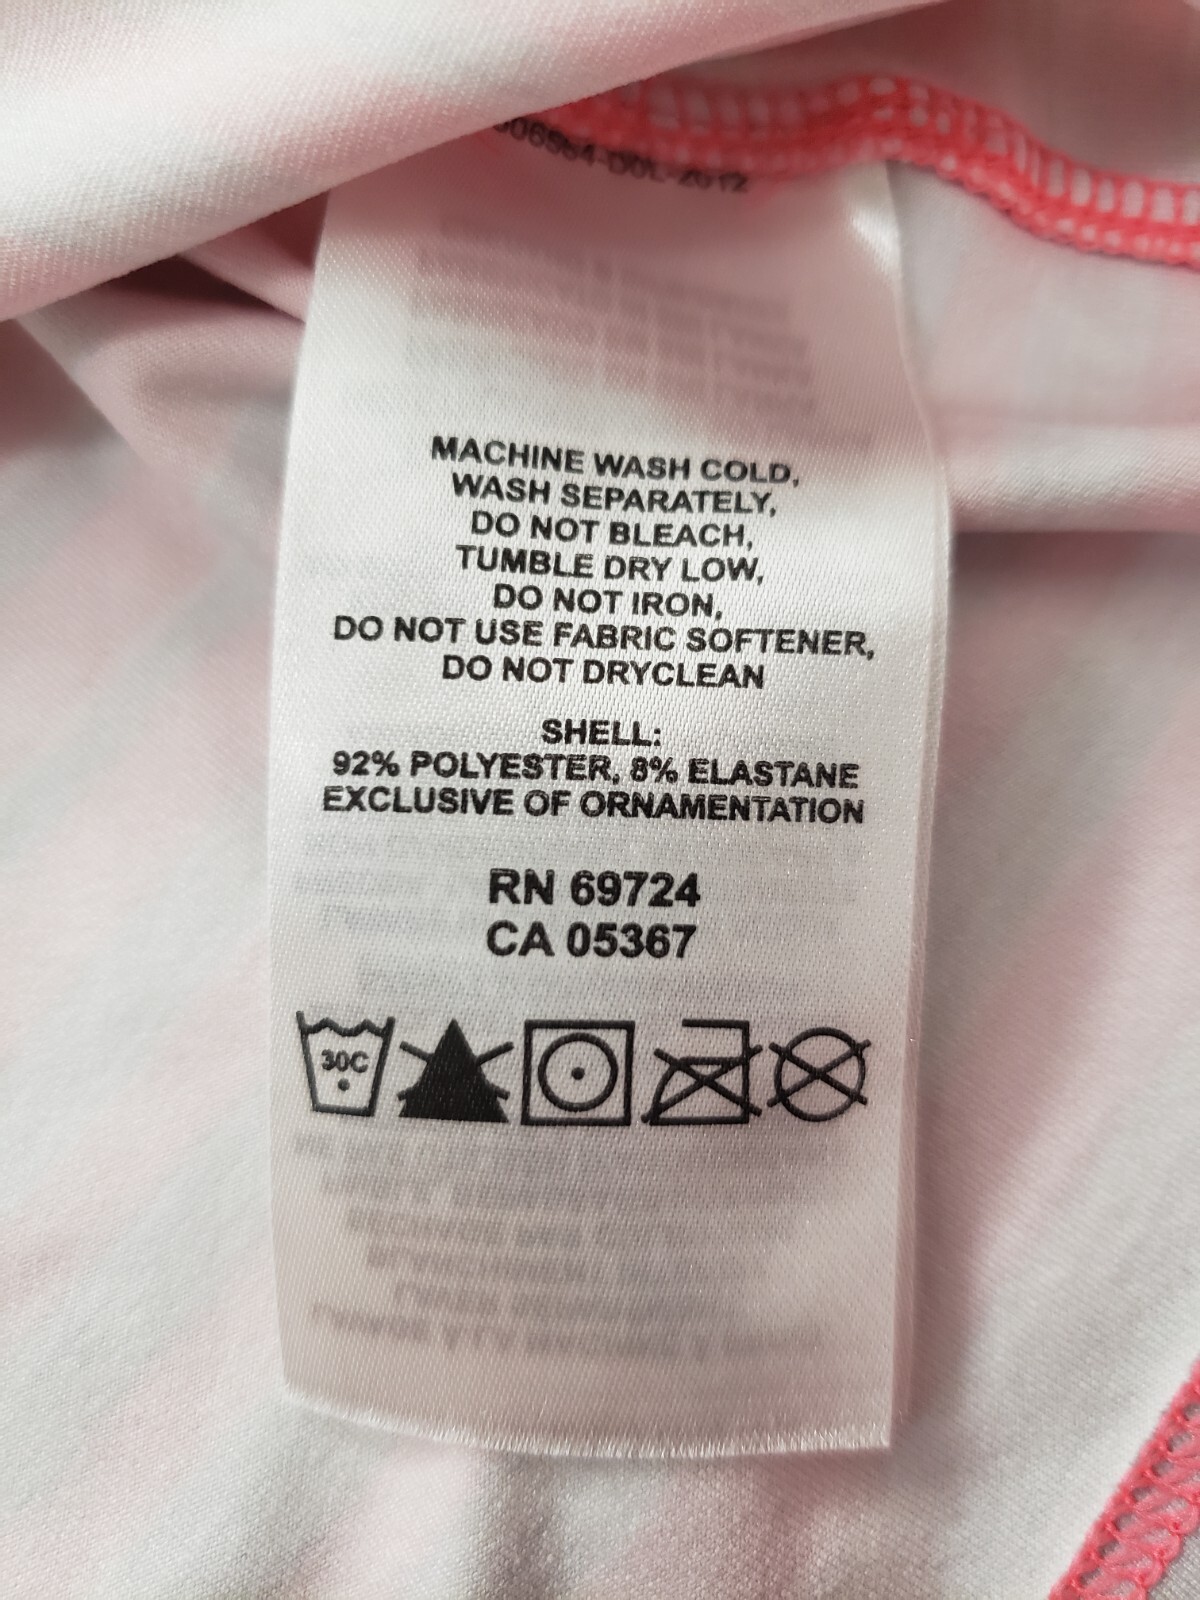 MACHINE WASH COLD,
WASH SEPARATELY,
DO NOT BLEACH,
TUMBLE DRY LOW,
DO NOT IRON,
DO NOT USE FABRIC SOFTENER,
DO NOT DRYCLEAN
SHELL:
92% POLYESTER, 8% ELASTANE
EXCLUSIVE OF ORNAMENTATION
RN 69724
CA 05367
30C